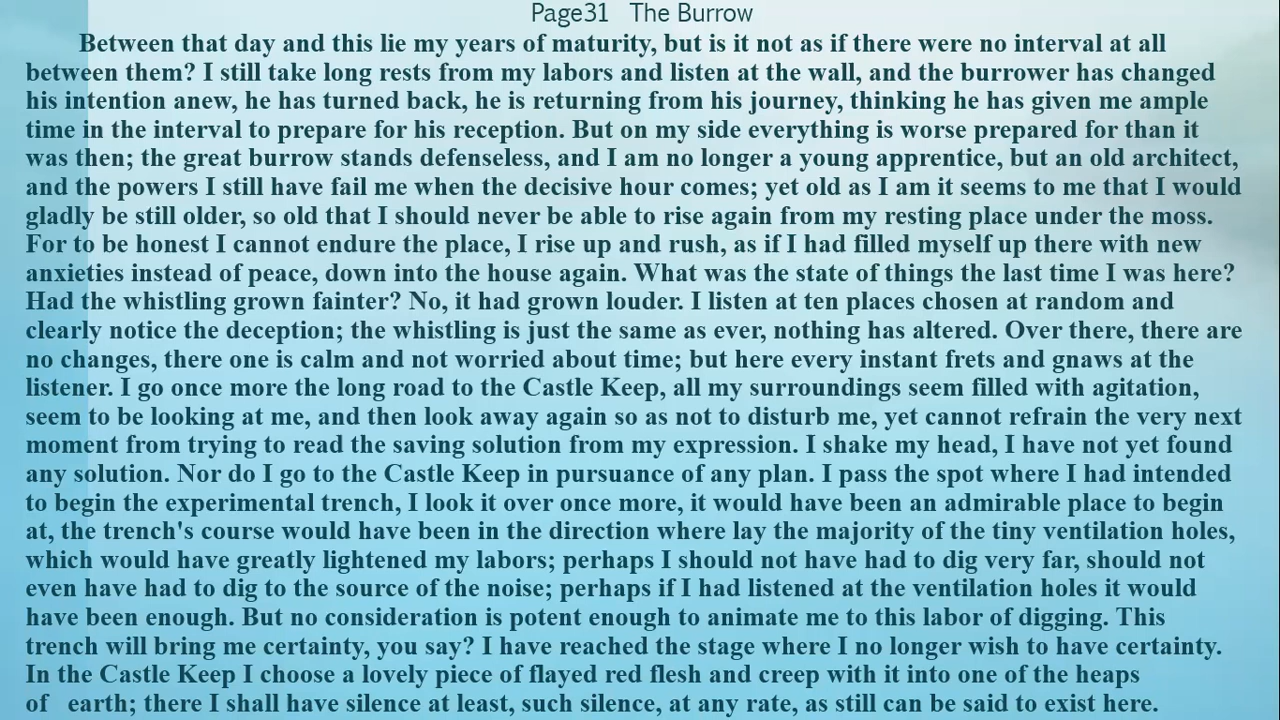 Page31 The Burrow
Between that day and this lie my years of maturity, but is it not as if there were no interval at all
between them? I still take long rests from my labors and listen at the wall, and the burrower has changed
his intention anew, he has turned back, he is returning from his journey, thinking he has given me ample
time in the interval to prepare for his reception. But on my side everything is worse prepared for than it
was then; the great burrow stands defenseless, and I am no longer a young apprentice, but an old architect,
and the powers I still have fail me when the decisive hour comes; yet old as I am it seems to me that I would
gladly be still older, so old that I should never be able to rise again from my resting place under the moss.
For to be honest I cannot endure the place, I rise up and rush, as if I had filled myself up there with new
anxieties instead of peace, down into the house again. What was the state of things the last time I was here?
Had the whistling grown fainter? No, it had grown louder. I listen at ten places chosen at random and
clearly notice the deception; the whistling is just the same as ever, nothing has altered. Over there, there are
no changes, there one is calm and not worried about time; but here every instant frets and gnaws at the
listener. I go once more the long road to the Castle Keep, all my surroundings seem filled with agitation,
seem to be looking at me, and then look away again so as not to disturb me, yet cannot refrain the very next
moment from trying to read the saving solution from my expression. I shake my head, I have not yet found
any solution. Nor do I go to the Castle Keep in pursuance of any plan. I pass the spot where I had intended
to begin the experimental trench, I look it over once more, it would have been an admirable place to begin
at, the trench's course would have been in the direction where lay the majority of the tiny ventilation holes,
which would have greatly lightened my labors; perhaps I should not have had to dig very far, should not
even have had to dig to the source of the noise; perhaps if I had listened at the ventilation holes it would
have been enough. But no consideration is potent enough to animate me to this labor of digging. This
trench will bring me certainty, you say? I have reached the stage where I no longer wish to have certainty.
In the Castle Keep I choose a lovely piece of flayed red flesh and creep with it into one of the heaps
of earth; there I shall have silence at least, such silence, at any rate, as still can be said to exist here.